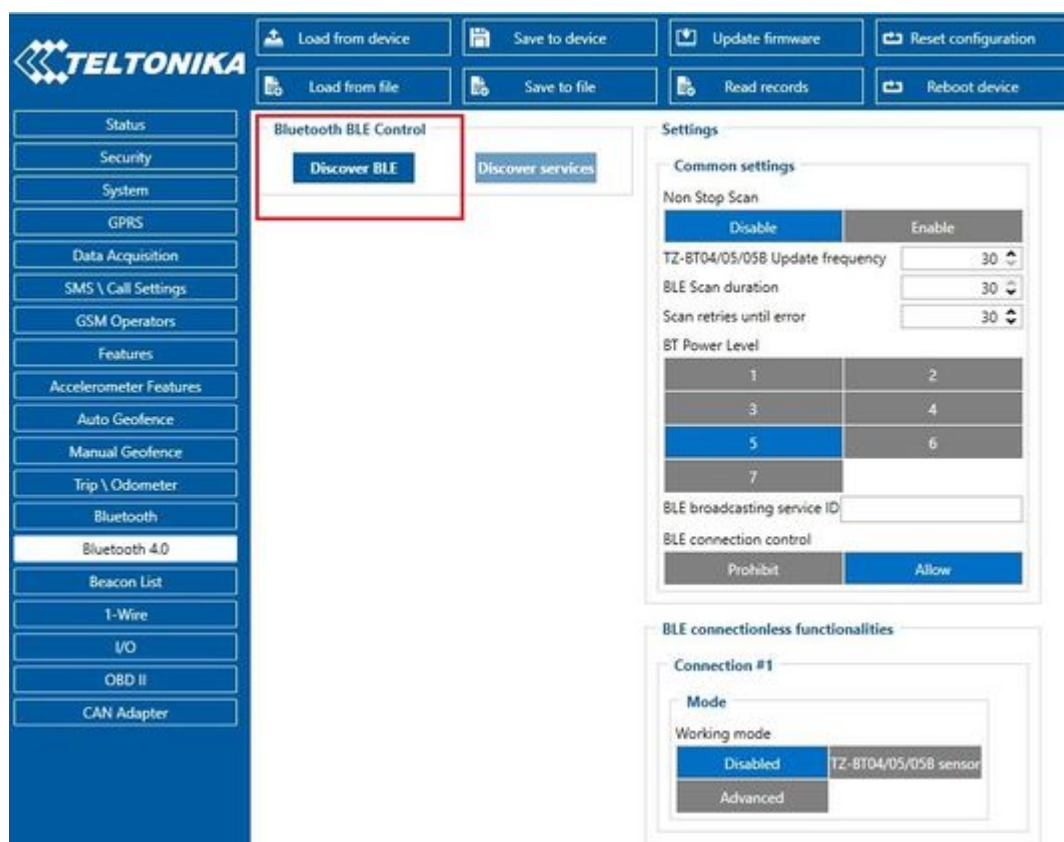 TELTONIKA
Load from device
Save to device
Update firmware
Reset configuration
Load from file
Save to file
Read records
Reboot device
Status
Security
System
GPRS
Data Acquisition
SMS \ Call Settings
GSM Operators
Features
Accelerometer Features
Auto Geofence
Manual Geofence
Trip \ Odometer
Bluetooth
Bluetooth 4.0
Beacon List
1-Wire
I/O
OBD II
CAN Adapter
Bluetooth BLE Control
Discover BLE
Discover services
Settings
Common settings
Non Stop Scan
Disable
Enable
TZ-BT04/05/05B Update frequency 30
BLE Scan duration 30
Scan retries until error 30
BT Power Level
1
2
3
4
5
6
7
BLE broadcasting service ID
BLE connection control
Prohibit
Allow
BLE connectionless functionalities
Connection #1
Mode
Working mode
Disabled
TZ-BT04/05/05B sensor
Advanced